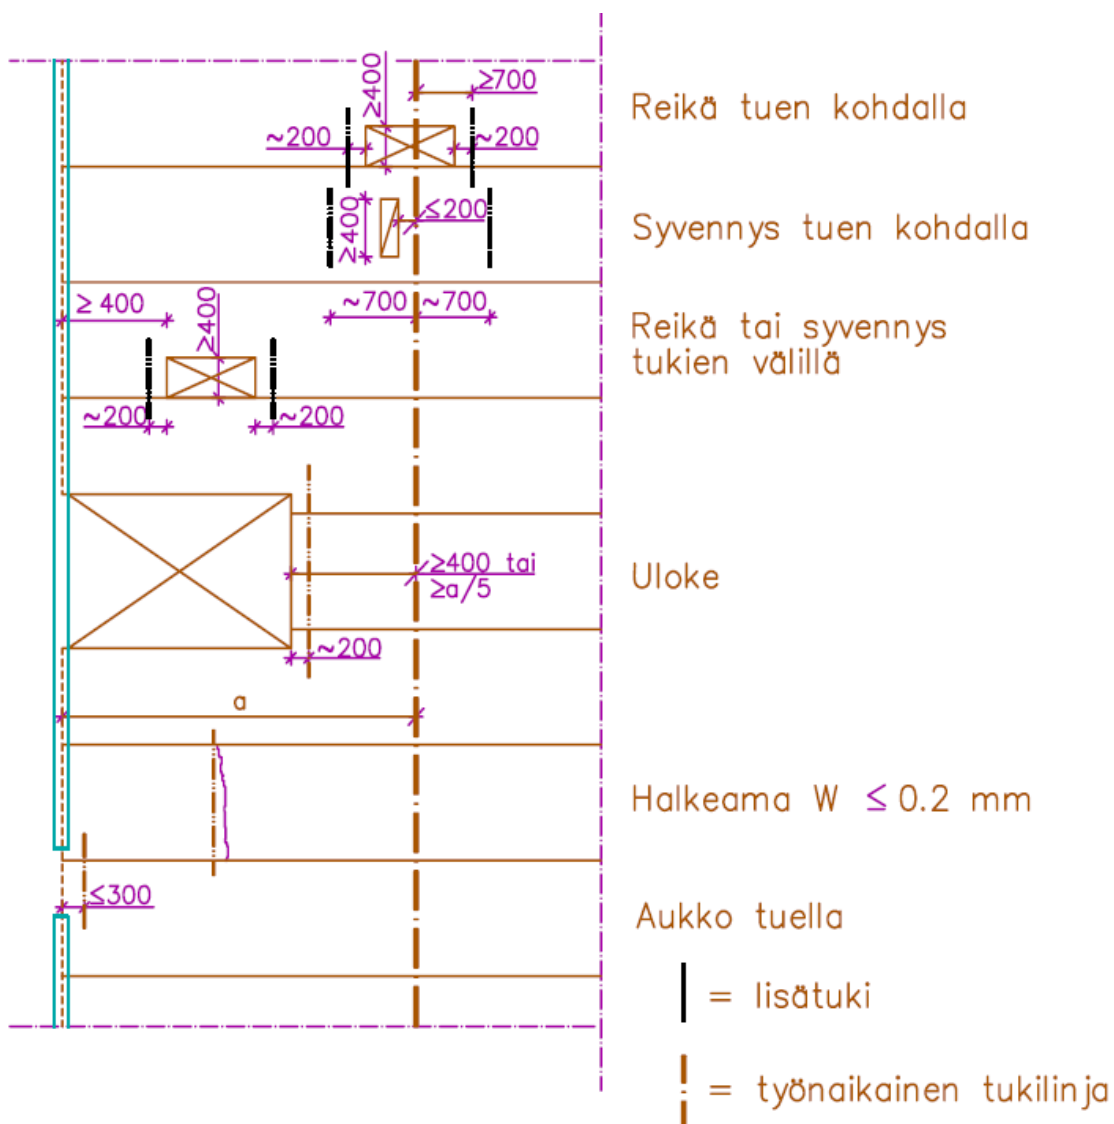 ≥400
≥700
Reikä tuen kohdalla
~200
~200
≥400
≤200
Syvennys tuen kohdalla
≥400
≥400
~700
~700
Reikä tai syvennys
tukien välillä
~200
~200
≥400 tai
≥a/5
Uloke
~200
a
Halkeama W ≤ 0.2 mm
≤300
Aukko tuella
= lisätuki
= työnaikainen tukilinja